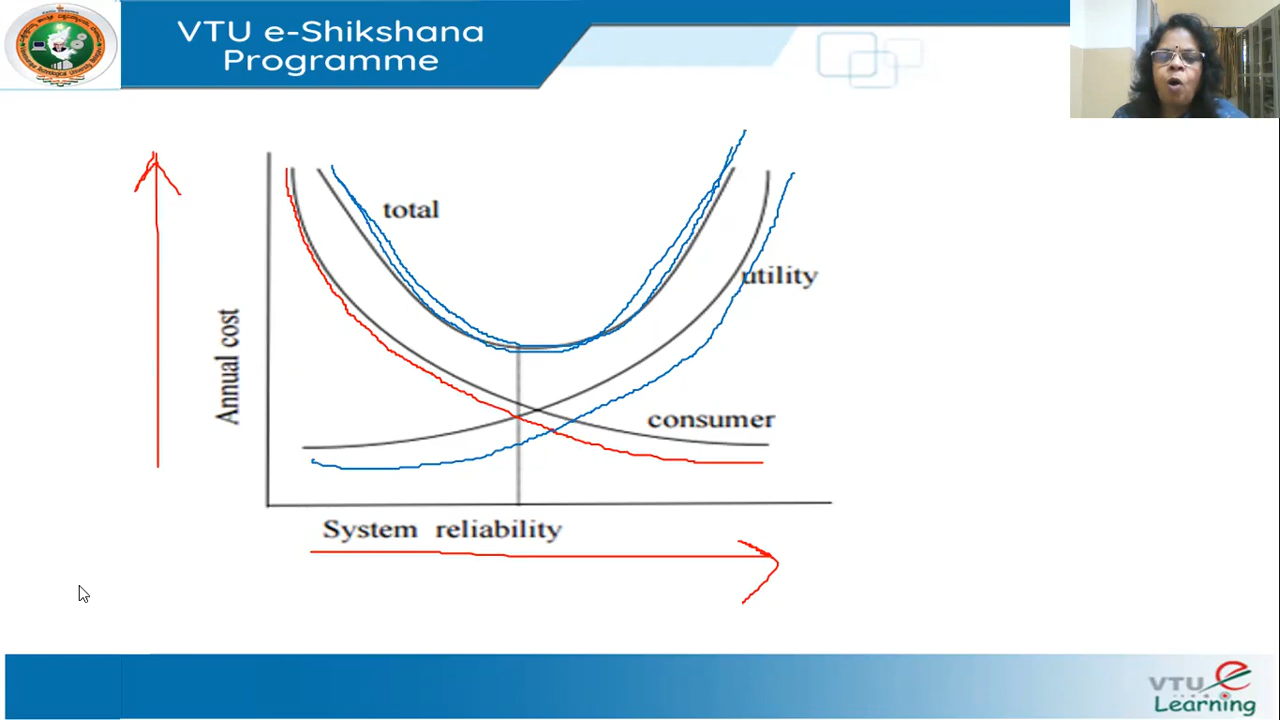 VTU e-Shikshana
Programme
total
utility
Annual cost
consumer
System reliability
VTU e
Learning